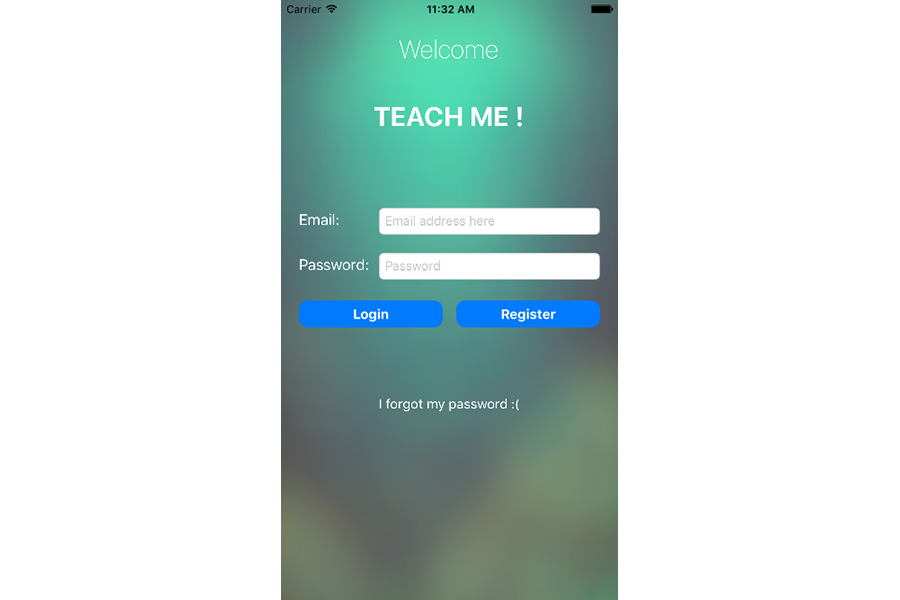 Carrier 11:32 AM
Welcome
TEACH ME !
Email: Email address here
Password: Password
Login Register
I forgot my password :(